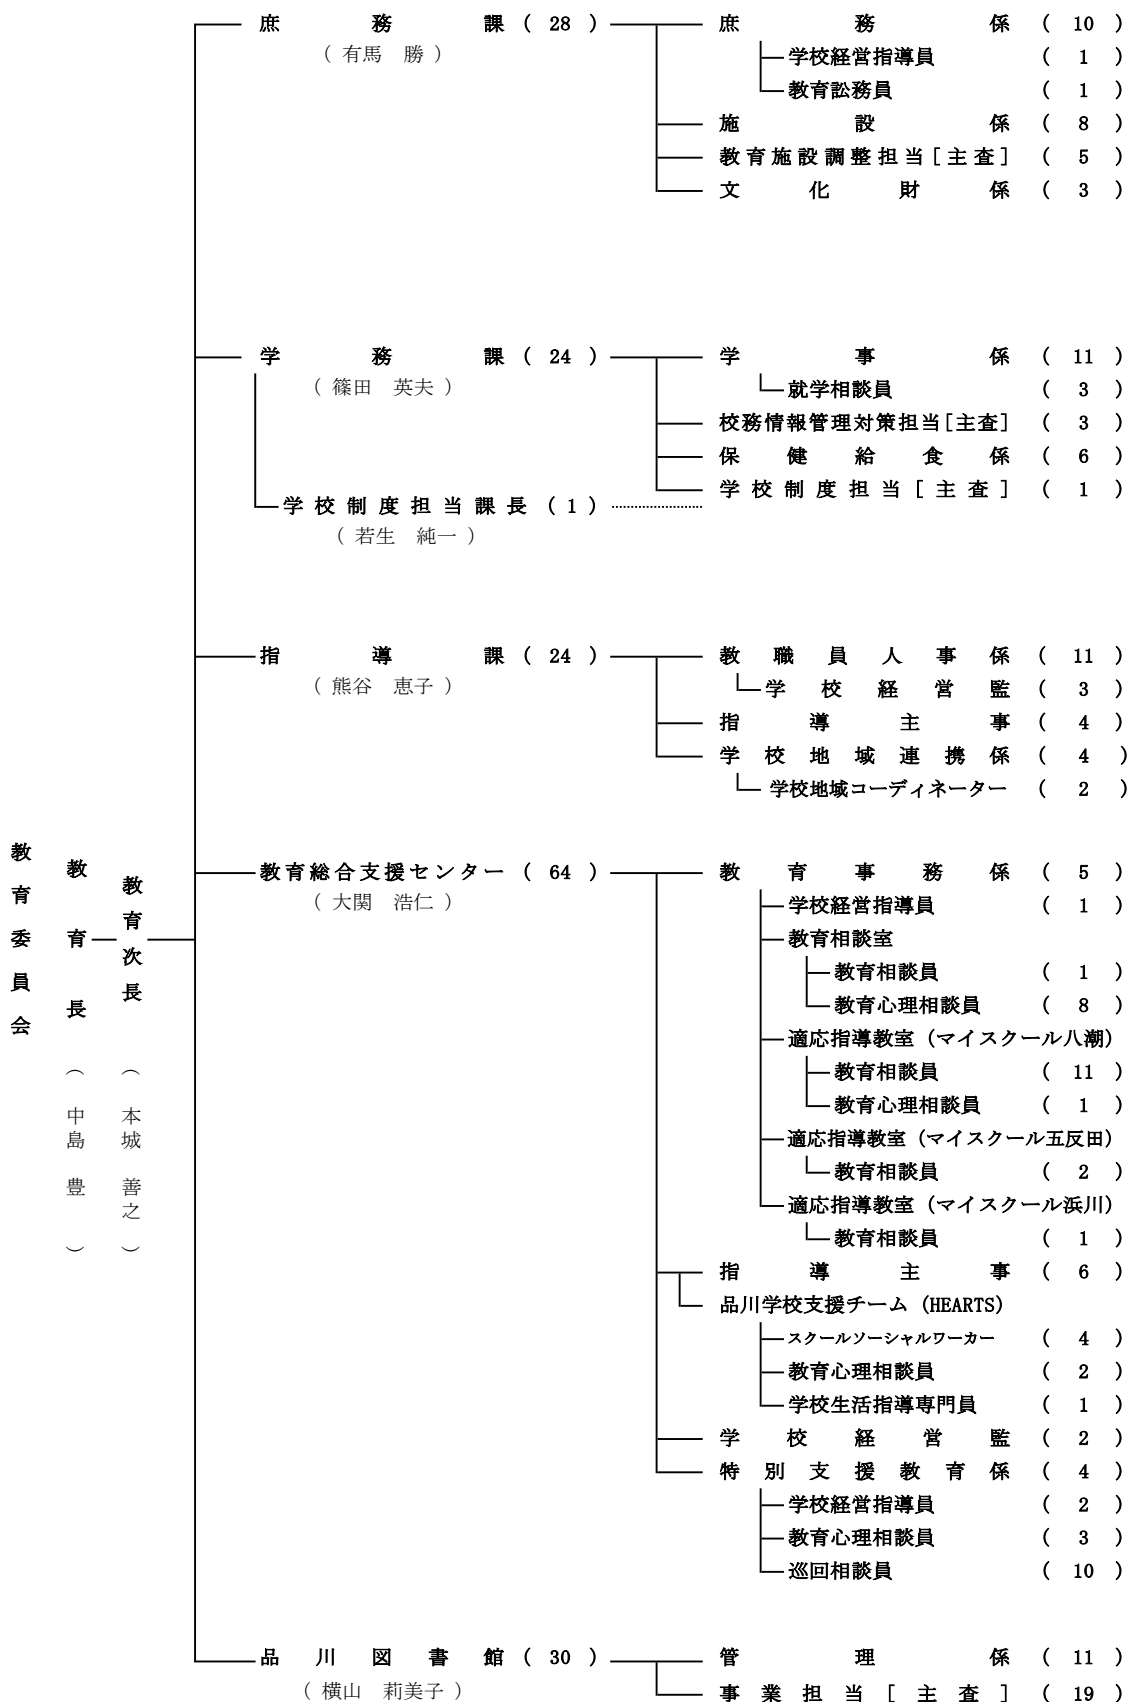 教育委員会
教育長
（中島　豊）
教育次長
（本城　善之）
庶務課 ( 28 )
( 有馬　勝 )
庶務係 ( 10 )
学校経営指導員 ( 1 )
教育訟務員 ( 1 )
施設係 ( 8 )
教育施設調整担当[主査] ( 5 )
文化財係 ( 3 )
学務課 ( 24 )
( 篠田　英夫 )
学事係 ( 11 )
就学相談員 ( 3 )
校務情報管理対策担当[主査] ( 3 )
保健給食係 ( 6 )
学校制度担当[主査] ( 1 )
学校制度担当課長 ( 1 )
( 若生　純一 )
指導課 ( 24 )
( 熊谷　恵子 )
教職員人事係 ( 11 )
学校経営監 ( 3 )
指導主事 ( 4 )
学校地域連携係 ( 4 )
学校地域コーディネーター ( 2 )
教育総合支援センター ( 64 )
( 大関　浩仁 )
教育事務係 ( 5 )
学校経営指導員 ( 1 )
教育相談室
教育相談員 ( 1 )
教育心理相談員 ( 8 )
適応指導教室（マイスクール八潮）
教育相談員 ( 11 )
教育心理相談員 ( 1 )
適応指導教室（マイスクール五反田）
教育相談員 ( 2 )
適応指導教室（マイスクール浜川）
教育相談員 ( 1 )
指導主事 ( 6 )
品川学校支援チーム（HEARTS）
スクールソーシャルワーカー ( 4 )
教育心理相談員 ( 2 )
学校生活指導専門員 ( 1 )
学校経営監 ( 2 )
特別支援教育係 ( 4 )
学校経営指導員 ( 2 )
教育心理相談員 ( 3 )
巡回相談員 ( 10 )
品川図書館 ( 30 )
( 横山　莉美子 )
管理係 ( 11 )
事業担当[主査] ( 19 )